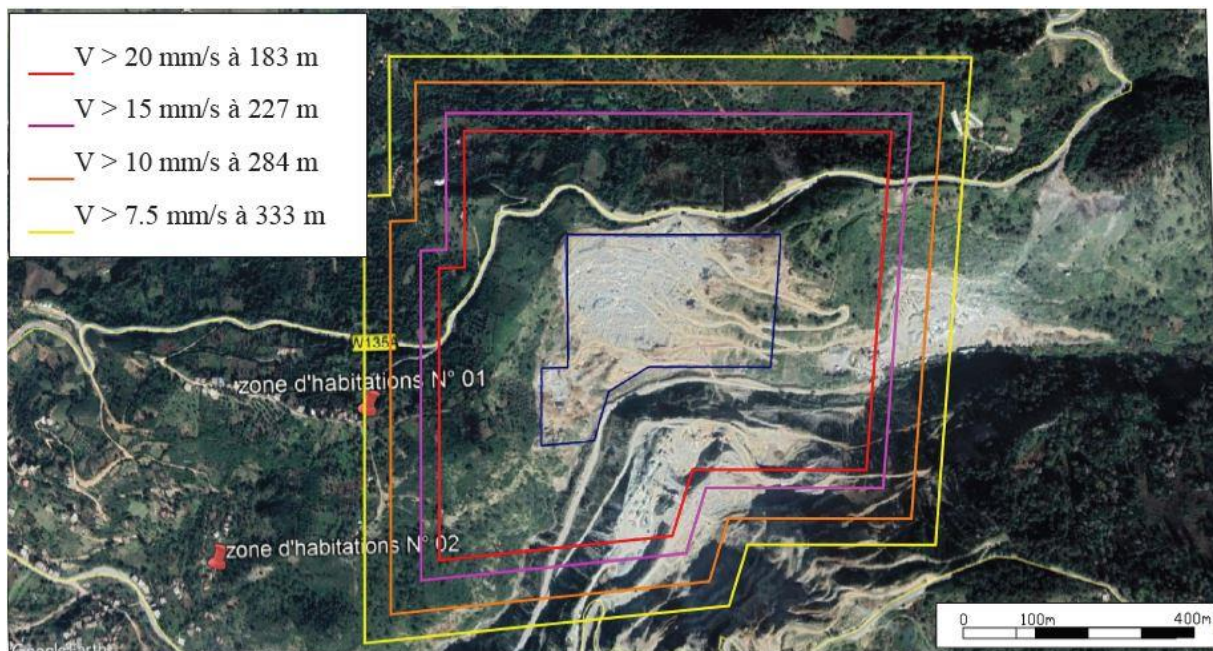 V > 20 mm/s à 183 m
V > 15 mm/s à 227 m
V > 10 mm/s à 284 m
V > 7.5 mm/s à 333 m
W135A
zone d'habitations N° 01
zone d'habitations N° 02
0 100m 400m
Google Earth